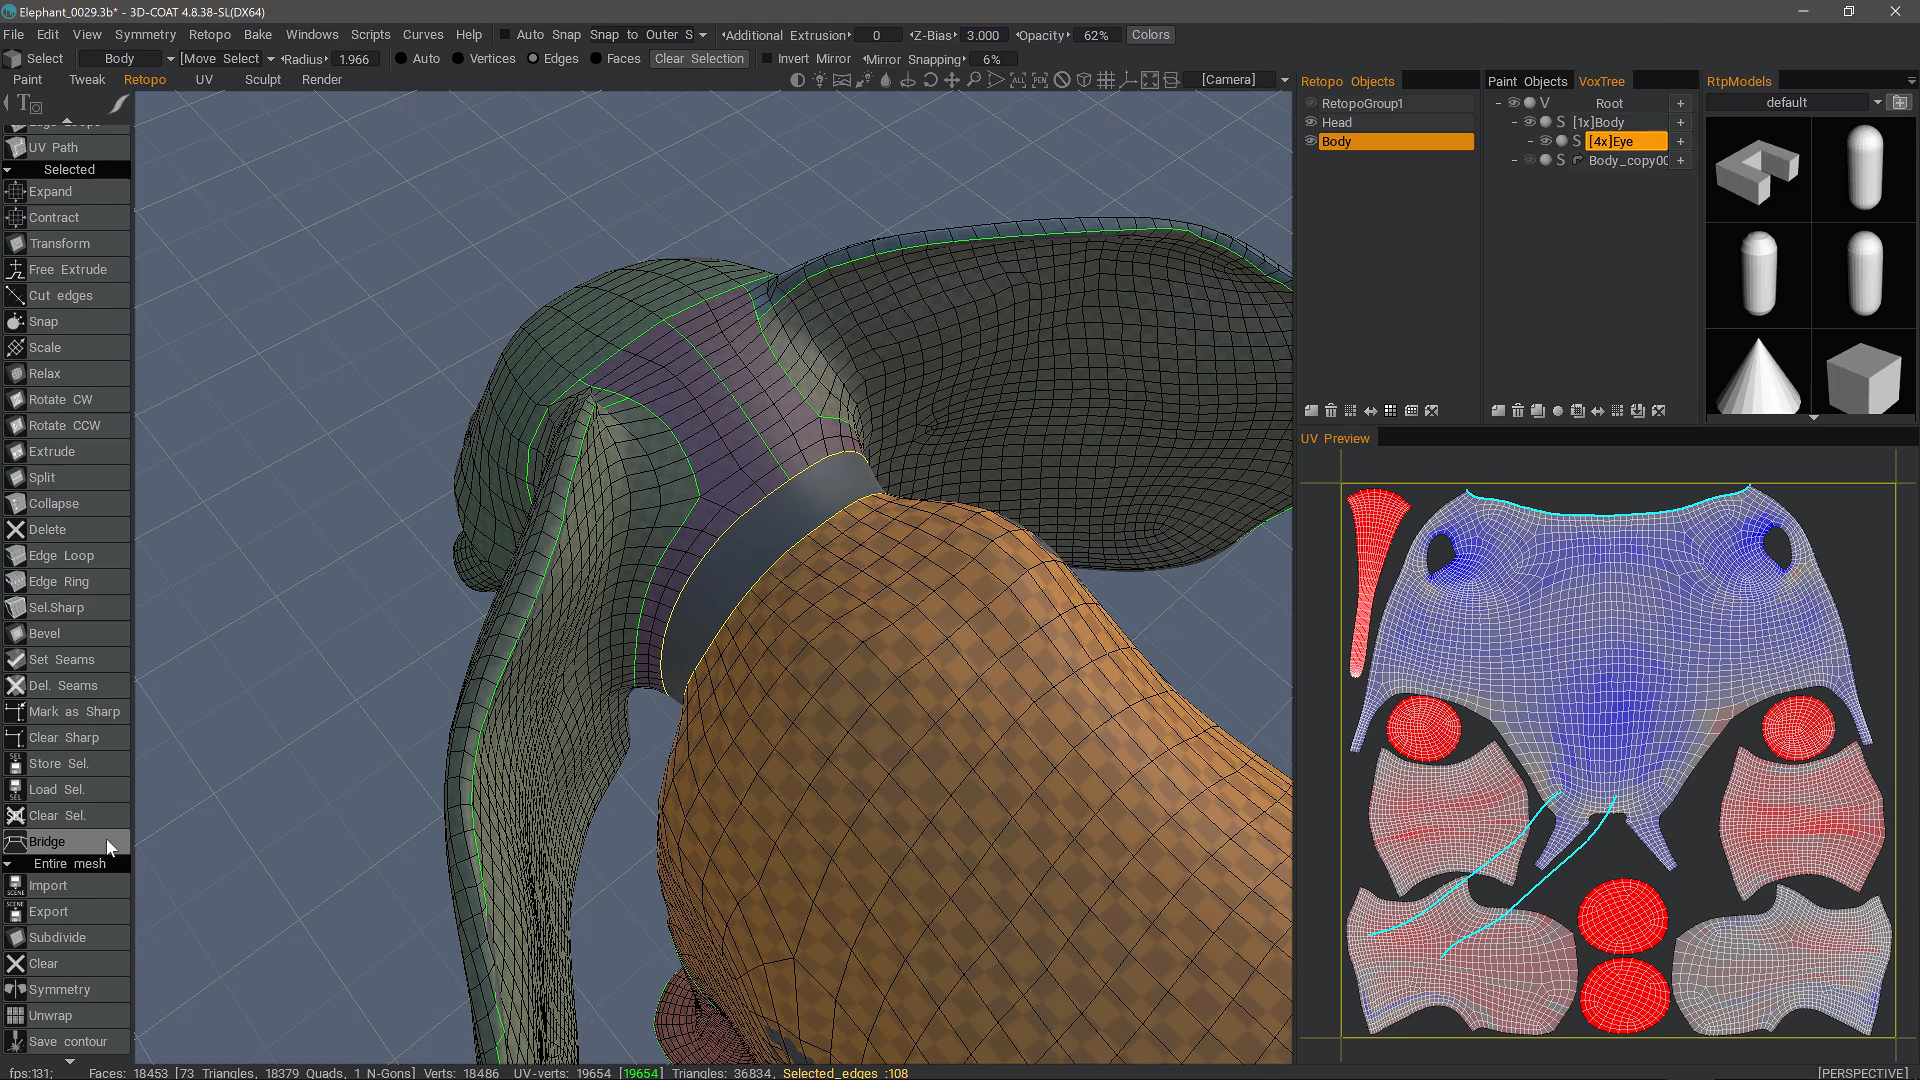 Elephant_0029.3b* - 3D-COAT 4.8.38-SL(DX64)
File Edit View Symmetry Retopo Bake Windows Scripts Curves Help Auto Snap Snap to Outer S Additional Extrusion 0 Z-Bias 3.000 Opacity 62% Colors
Select Body [Move Select Radius 1.966 Auto Vertices Edges Faces Clear Selection Invert Mirror Mirror Snapping 6%
Paint Tweak Retopo UV Sculpt Render [Camera]
UV Path
Selected
Expand
Contract
Transform
Free Extrude
Cut edges
Snap
Scale
Relax
Rotate CW
Rotate CCW
Extrude
Split
Collapse
Delete
Edge Loop
Edge Ring
Sel.Sharp
Bevel
Set Seams
Del. Seams
Mark as Sharp
Clear Sharp
Store Sel.
Load Sel.
Clear Sel.
Bridge
Entire mesh
Import
Export
Subdivide
Clear
Symmetry
Unwrap
Save contour
Retopo Objects
RetopoGroup1
Head
Body
Paint Objects VoxTree
V Root +
S [1x]Body +
S [4x]Eye +
S Body_copy00 +
RtpModels
default
UV Preview
fps:131; Faces: 18453 [73 Triangles, 18379 Quads, 1 N-Gons] Verts: 18486 UV-verts: 19654 [19654] Triangles: 36834, Selected_edges :108 [PERSPECTIVE]